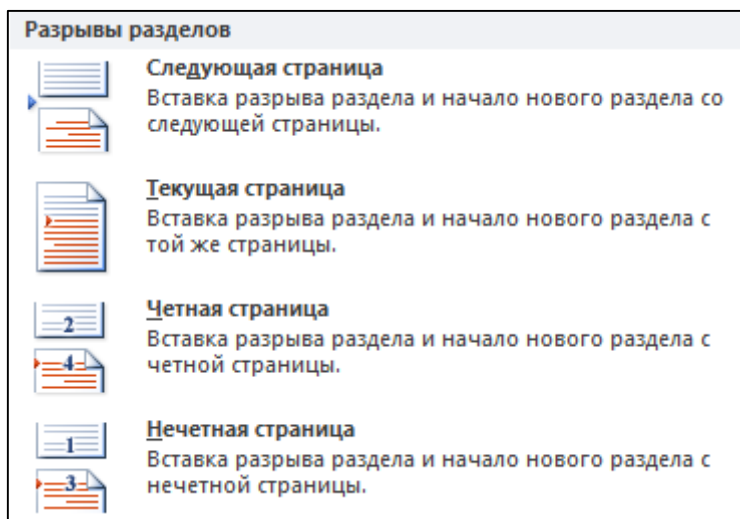 Разрывы разделов
Следующая страница
Вставка разрыва раздела и начало нового раздела со
следующей страницы.
Текущая страница
Вставка разрыва раздела и начало нового раздела с
той же страницы.
2
Четная страница
Вставка разрыва раздела и начало нового раздела с
4
четной страницы.
1
Нечетная страница
Вставка разрыва раздела и начало нового раздела с
3
нечетной страницы.